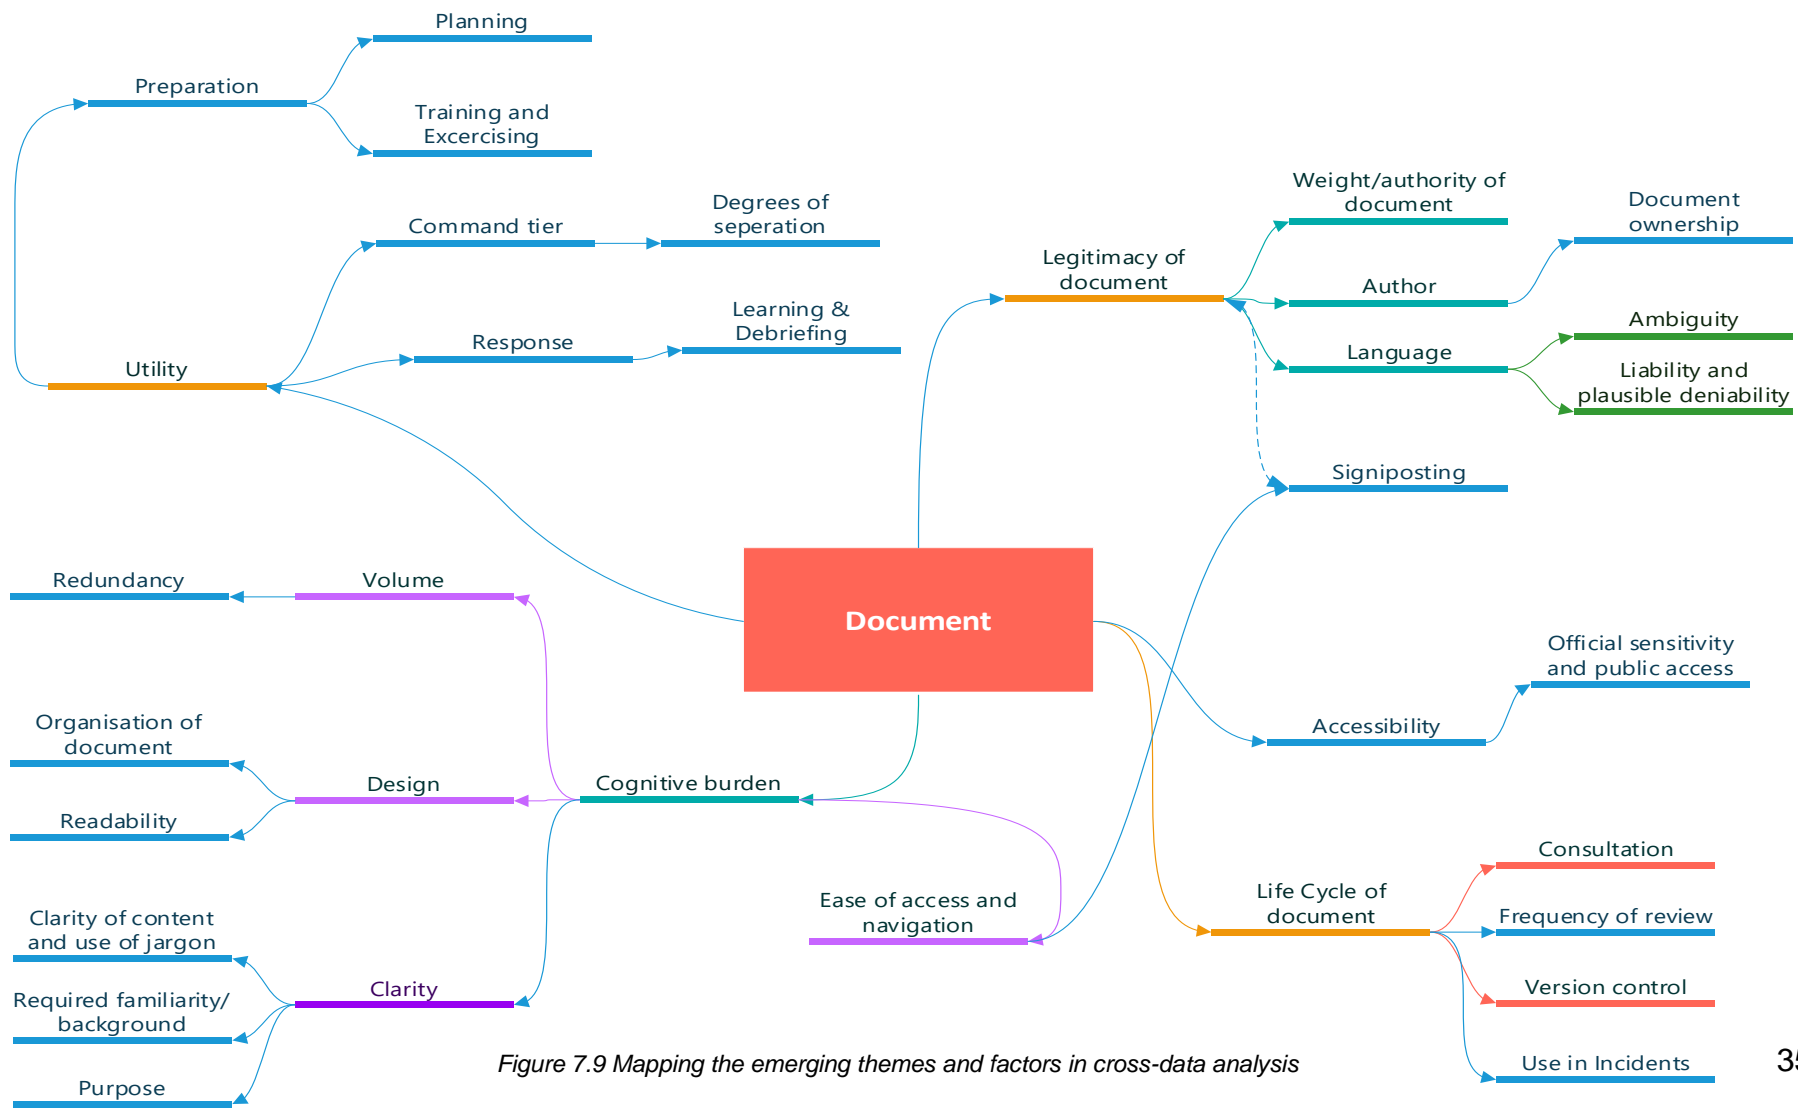 Planning
Preparation
Training and
Excercising
Degrees of
seperation
Command tier
Learning &
Debriefing
Response
Utility
Weight/authority of
document
Document
ownership
Legitimacy of
document
Author
Ambiguity
Language
Liability and
plausible deniability
Signiposting
Redundancy
Volume
Document
Official sensitivity
and public access
Accessibility
Organisation of
document
Design
Cognitive burden
Readability
Ease of access and
navigation
Clarity of content
and use of jargon
Clarity
Required familiarity/
background
Purpose
Life Cycle of
document
Consultation
Frequency of review
Version control
Use in Incidents
Figure 7.9 Mapping the emerging themes and factors in cross-data analysis